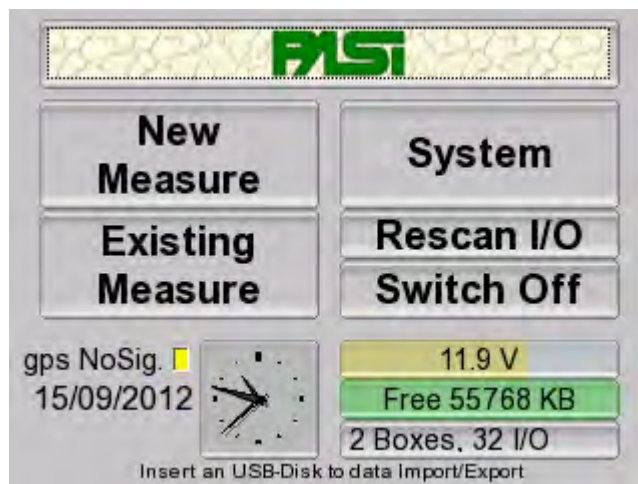 PASI
New
Measure
System
Existing
Measure
Rescan I/O
Switch Off
gps NoSig.
15/09/2012
11.9 V
Free 55768 KB
2 Boxes, 32 I/O
Insert an USB-Disk to data Import/Export